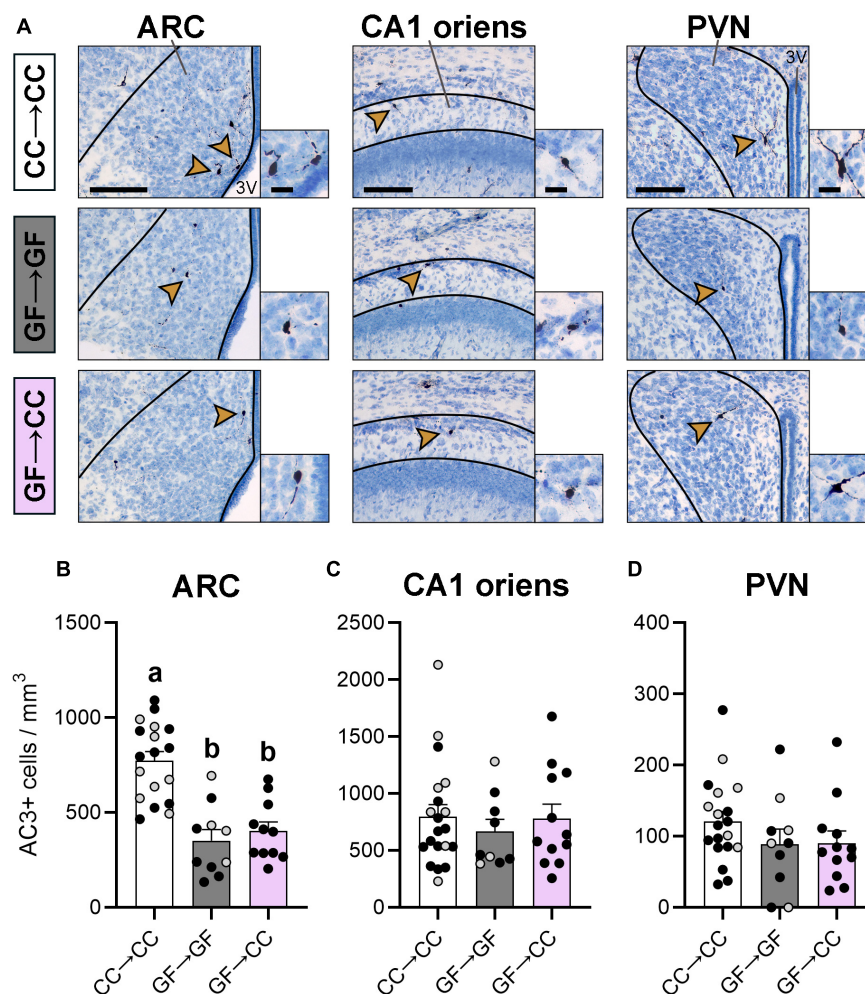 A
ARC
CA1 oriens
PVN
CC→CC
3V
3V
GF→GF
GF→CC
B
ARC
C
CA1 oriens
D
PVN
AC3+ cells / mm³
1500
1000
500
0
a
b
b
CC→CC
GF→GF
GF→CC
2500
2000
1500
1000
500
0
CC→CC
GF→GF
GF→CC
400
300
200
100
0
CC→CC
GF→GF
GF→CC